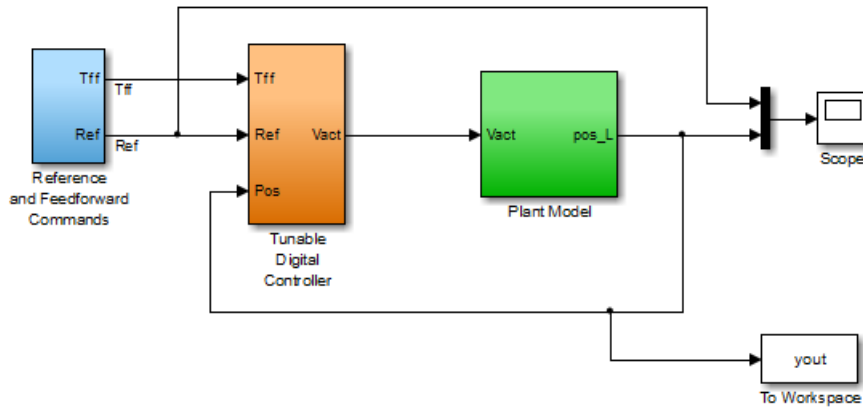 Tff
Tff
Ref
Ref
Reference
and Feedforward
Commands
Tff
Ref
Vact
Pos
Tunable
Digital
Controller
Vact
pos_L
Plant Model
Scope
yout
To Workspace